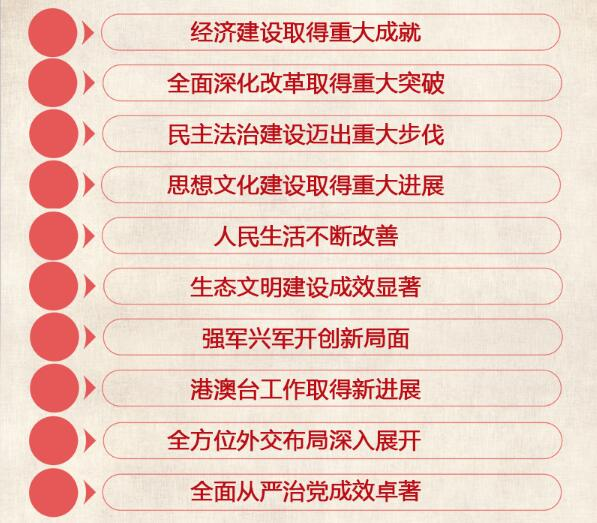 经济建设取得重大成就
全面深化改革取得重大突破
民主法治建设迈出重大步伐
思想文化建设取得重大进展
人民生活不断改善
生态文明建设成效显著
强军兴军开创新局面
港澳台工作取得新进展
全方位外交布局深入展开
全面从严治党成效卓著